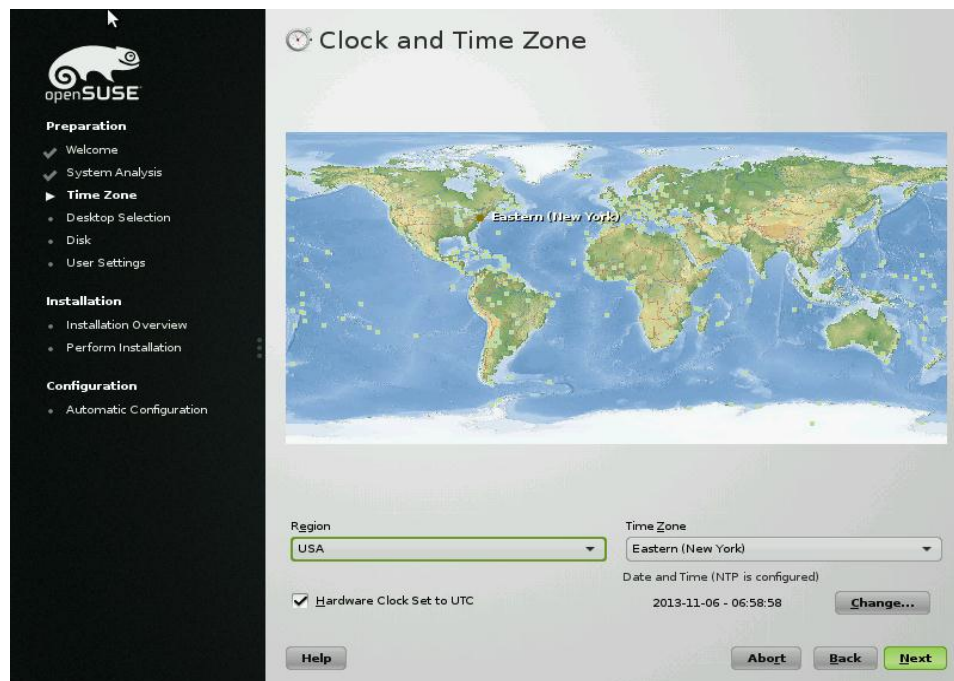 openSUSE
Clock and Time Zone
Preparation
Welcome
System Analysis
Time Zone
Desktop Selection
Disk
User Settings
Installation
Installation Overview
Perform Installation
Configuration
Automatic Configuration
Eastern (New York)
Region
USA
Time Zone
Eastern (New York)
Date and Time (NTP is configured)
Hardware Clock Set to UTC
2013-11-06 - 06:58:58
Change...
Help
Abort
Back
Next